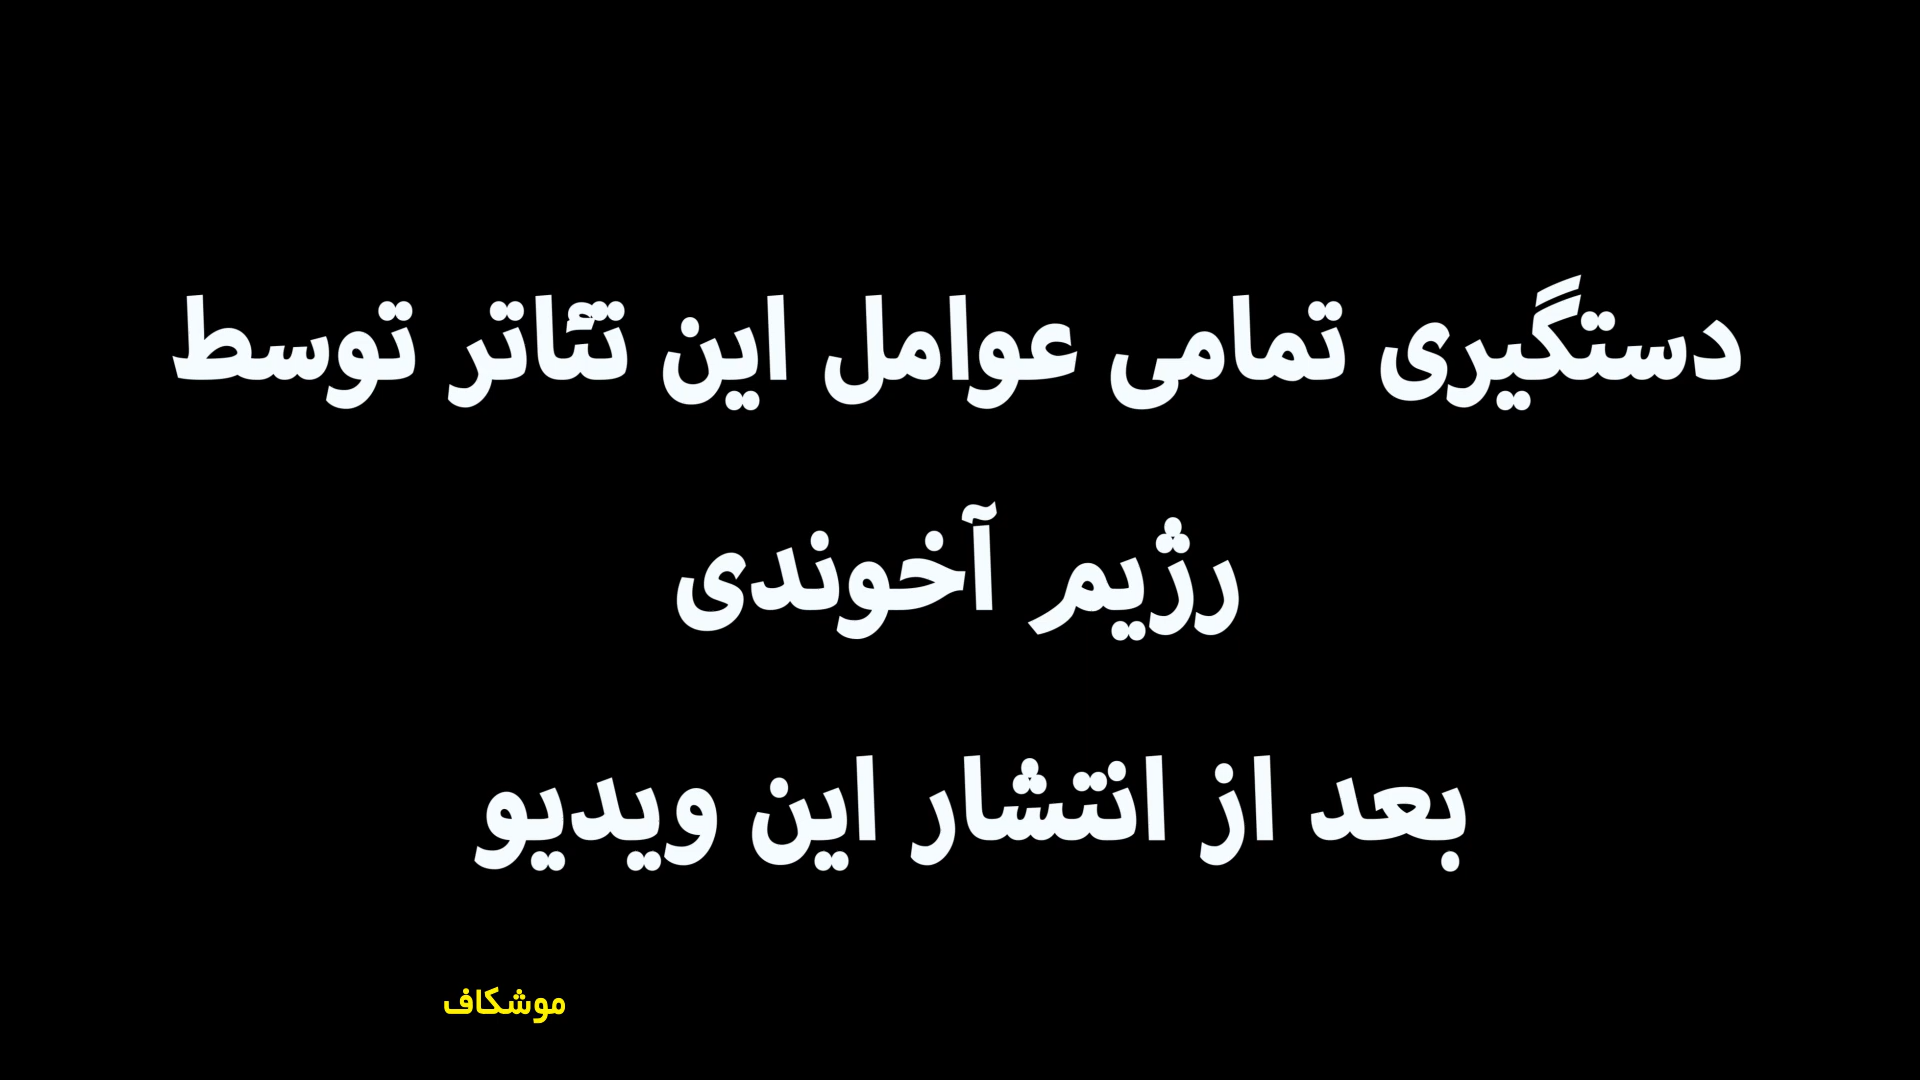 دستگیری تمامی عوامل این تئاتر توسط
رژیم آخوندی
بعد از انتشار این ویدیو
موشکاف